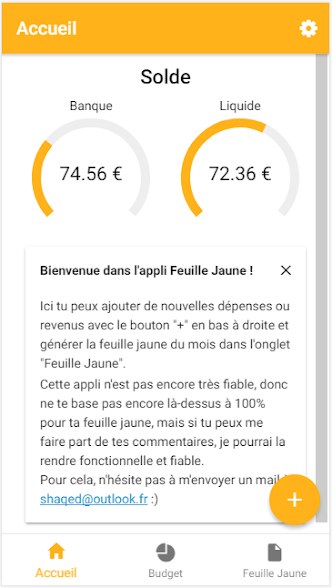 Accueil
Solde
Banque
Liquide
74.56 €
72.36 €
Bienvenue dans l'appli Feuille Jaune !
Ici tu peux ajouter de nouvelles dépenses ou
revenus avec le bouton "+" en bas à droite et
générer la feuille jaune du mois dans l'onglet
"Feuille Jaune".
Cette appli n'est pas encore très fiable, donc
ne te base pas encore là-dessus à 100%
pour ta feuille jaune, mais si tu peux me
faire part de tes commentaires, je pourrai la
rendre fonctionnelle et fiable.
Pour cela, n'hésite pas à m'envoyer un mail
shaqed@outlook.fr :)
+
Accueil
Budget
Feuille Jaune